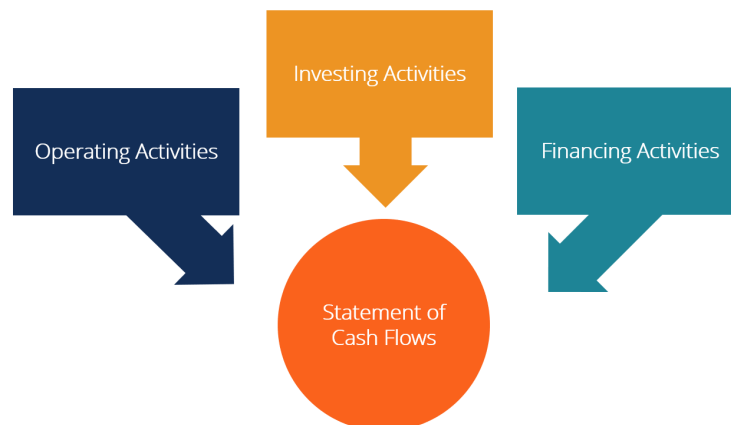 Investing Activities
Operating Activities
Financing Activities
Statement of
Cash Flows